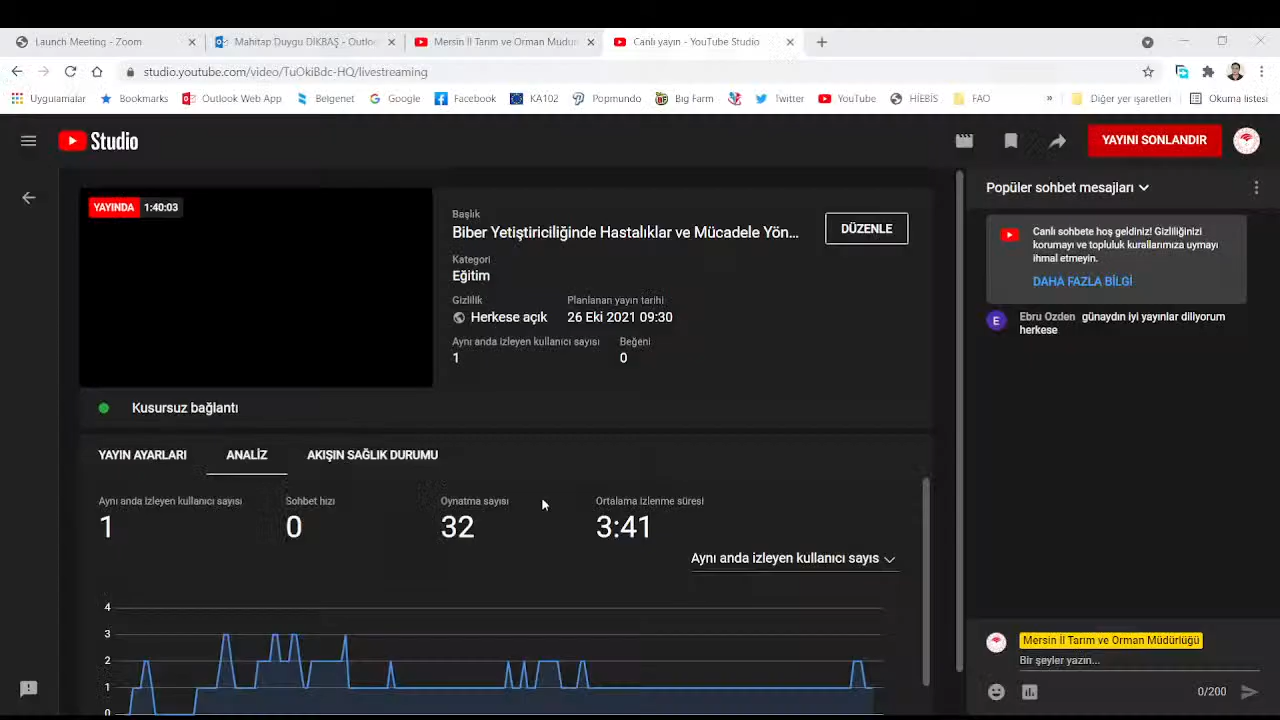 Launch Meeting - Zoom
Mahitap Duygu DİKBAŞ - Outlo
Mersin İl Tarım ve Orman Müdür
Canlı yayın - YouTube Studio
studio.youtube.com/video/TuOkiBdc-HQ/livestreaming
Uygulamalar
Bookmarks
Outlook Web App
Belgenet
Google
Facebook
KA102
Popmundo
Big Farm
Twitter
YouTube
HİEBİS
FAO
»
Diğer yer işaretleri
Okuma listesi
Studio
YAYINI SONLANDIR
YAYINDA 1:40:03
Başlık
Biber Yetiştiriciliğinde Hastalıklar ve Mücadele Yön...
DÜZENLE
Kategori
Eğitim
Gizlilik
Planlanan yayın tarihi
Herkese açık
26 Eki 2021 09:30
Aynı anda izleyen kullanıcı sayısı
Beğeni
1
0
Kusursuz bağlantı
YAYIN AYARLARI
ANALİZ
AKIŞIN SAĞLIK DURUMU
Aynı anda izleyen kullanıcı sayısı
Sohbet hızı
Oynatma sayısı
Ortalama izlenme süresi
1
0
32
3:41
Aynı anda izleyen kullanıcı sayıs
4
3
2
1
0
Popüler sohbet mesajları
Canlı sohbete hoş geldiniz! Gizliliğinizi
korumayı ve topluluk kurallarımıza uymayı
ihmal etmeyin.
DAHA FAZLA BİLGİ
E
Ebru Ozden günaydın iyi yayınlar diliyorum
herkese
Mersin İl Tarım ve Orman Müdürlüğü
Bir şeyler yazın...
0/200